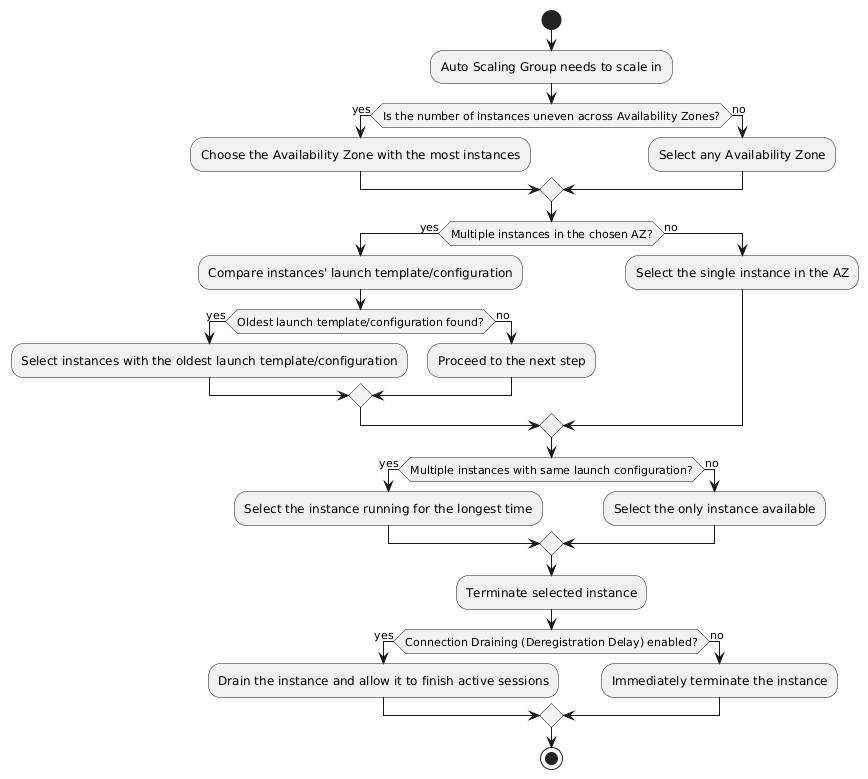 Auto Scaling Group needs to scale in
yes
Is the number of instances uneven across Availability Zones?
no
Choose the Availability Zone with the most instances
Select any Availability Zone
yes
Multiple instances in the chosen AZ?
no
Compare instances' launch template/configuration
Select the single instance in the AZ
yes
Oldest launch template/configuration found?
no
Select instances with the oldest launch template/configuration
Proceed to the next step
yes
Multiple instances with same launch configuration?
no
Select the instance running for the longest time
Select the only instance available
Terminate selected instance
yes
Connection Draining (Deregistration Delay) enabled?
no
Drain the instance and allow it to finish active sessions
Immediately terminate the instance